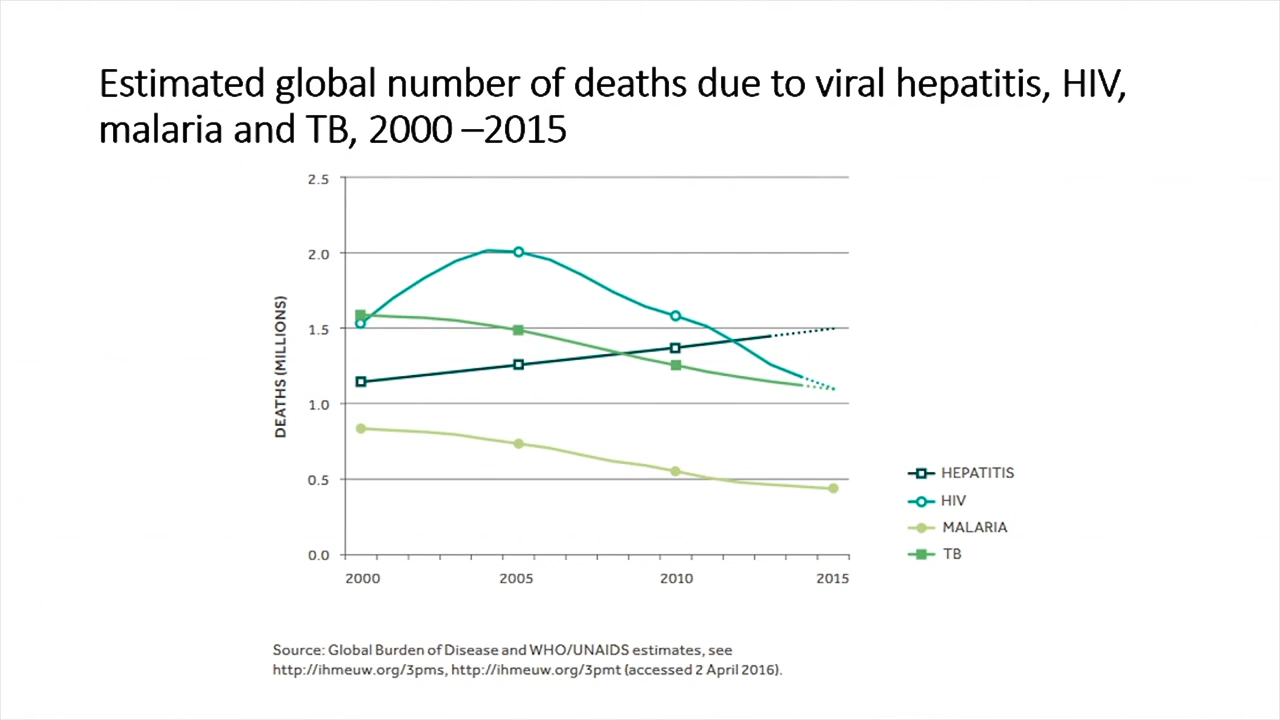 Estimated global number of deaths due to viral hepatitis, HIV,
malaria and TB, 2000 –2015
2.5
2.0
1.5
1.0
0.5
0.0
DEATHS (MILLIONS)
2000
2005
2010
2015
HEPATITIS
HIV
MALARIA
TB
Source: Global Burden of Disease and WHO/UNAIDS estimates, see
http://ihmeuw.org/3pms, http://ihmeuw.org/3pmt (accessed 2 April 2016).